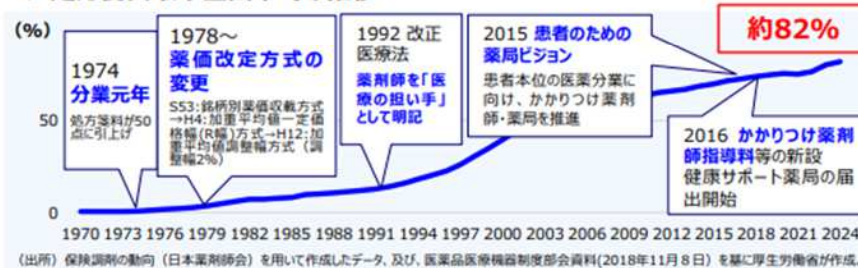 (%)
50
0
1974
分業元年
処方箋料が50
点に引上げ
1978～
薬価改定方式の
変更
S53:銘柄別薬価収載方式
→H4:加重平均値一定価
格幅(R幅)方式→H12:加
重平均値調整幅方式（調
整幅2%）
1992 改正
医療法
薬剤師を「医
療の担い手」
として明記
2015 患者のための
薬局ビジョン
患者本位の医薬分業に
向け、かかりつけ薬剤
師・薬局を推進
約82%
2016 かかりつけ薬剤
師指導料等の新設
健康サポート薬局の届
出開始
1970 1973 1976 1979 1982 1985 1988 1991 1994 1997 2000 2003 2006 2009 2012 2015 2018 2021 2024
（出所）保険調剤の動向（日本薬剤師会）を用いて作成したデータ、及び、医薬品医療機器制度部会資料(2018年11月８日）を基に厚生労働省が作成。